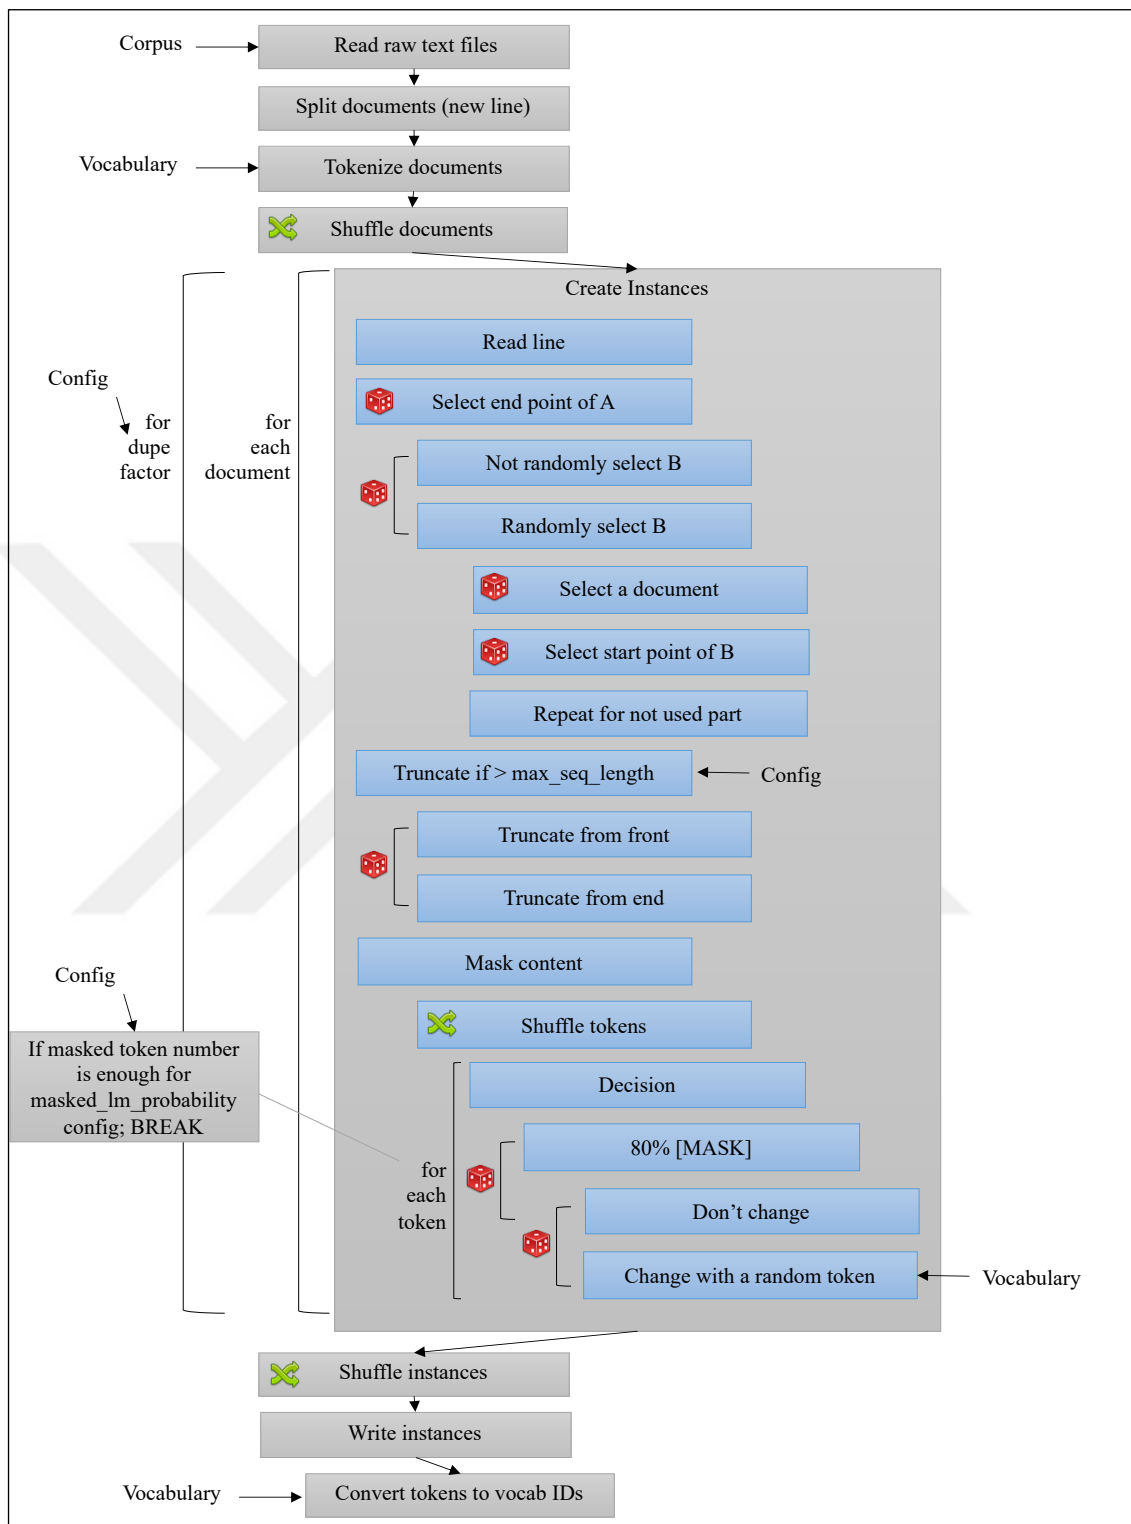 Corpus
Read raw text files
Split documents (new line)
Vocabulary
Tokenize documents
Shuffle documents
Create Instances
Read line
Config
Select end point of A
for
dupe
factor
for
each
document
Not randomly select B
Randomly select B
Select a document
Select start point of B
Repeat for not used part
Truncate if > max_seq_length
Config
Truncate from front
Truncate from end
Mask content
Config
Shuffle tokens
If masked token number
is enough for
masked_lm_probability
config; BREAK
Decision
80% [MASK]
for
each
token
Don’t change
Change with a random token
Vocabulary
Shuffle instances
Write instances
Vocabulary
Convert tokens to vocab IDs